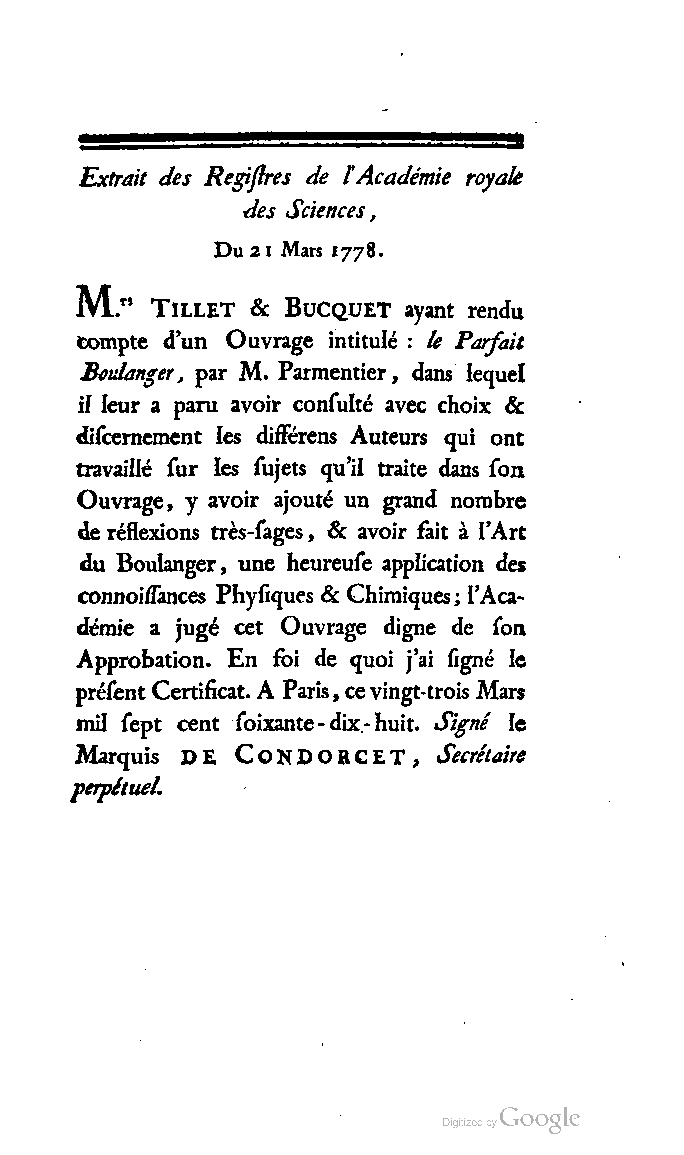 Extrait des Regiſtres de l'Académie royale
des Sciences,
Du 21 Mars 1778.
M.rs TILLET & BUCQUET ayant rendu
compte d'un Ouvrage intitulé : le Parfait
Boulanger, par M. Parmentier, dans lequel
il leur a paru avoir conſulté avec choix &
diſcernement les différens Auteurs qui ont
travaillé ſur les ſujets qu'il traite dans ſon
Ouvrage, y avoir ajouté un grand nombre
de réflexions très-ſages, & avoir fait à l'Art
du Boulanger, une heureuſe application des
connoiſſances Phyſiques & Chimiques; l'Aca-
démie a jugé cet Ouvrage digne de ſon
Approbation. En foi de quoi j'ai ſigné le
préſent Certificat. A Paris, ce vingt-trois Mars
mil ſept cent ſoixante-dix-huit. Signé le
Marquis DE CONDORCET, Secrétaire
perpétuel.
Digitized by Google